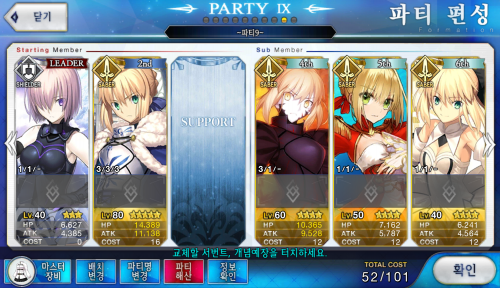 닫기
PARTY IX
~파티9~
파티 편성
Formation
Starting Member
Sub Member
LEADER
SHIELDER
1/1/-
Lv.40
HP 6,627
ATK 4,385
COST 0
2nd
SABER
3/3/3
Lv.80
HP 14,389
ATK 11,138
COST 16
SUPPORT
4th
SABER
3/1/-
Lv.60
HP 10,365
ATK 9,528
COST 12
5th
SABER
1/1/-
Lv.50
HP 7,162
ATK 5,787
COST 12
6th
SABER
1/1/-
Lv.40
HP 6,241
ATK 4,564
COST 12
교체할 서번트, 개념예장을 터치하세요.
마스터 장비
배치 변경
파티명 변경
파티 해산
정보 확인
TOTAL COST
52/101
확인